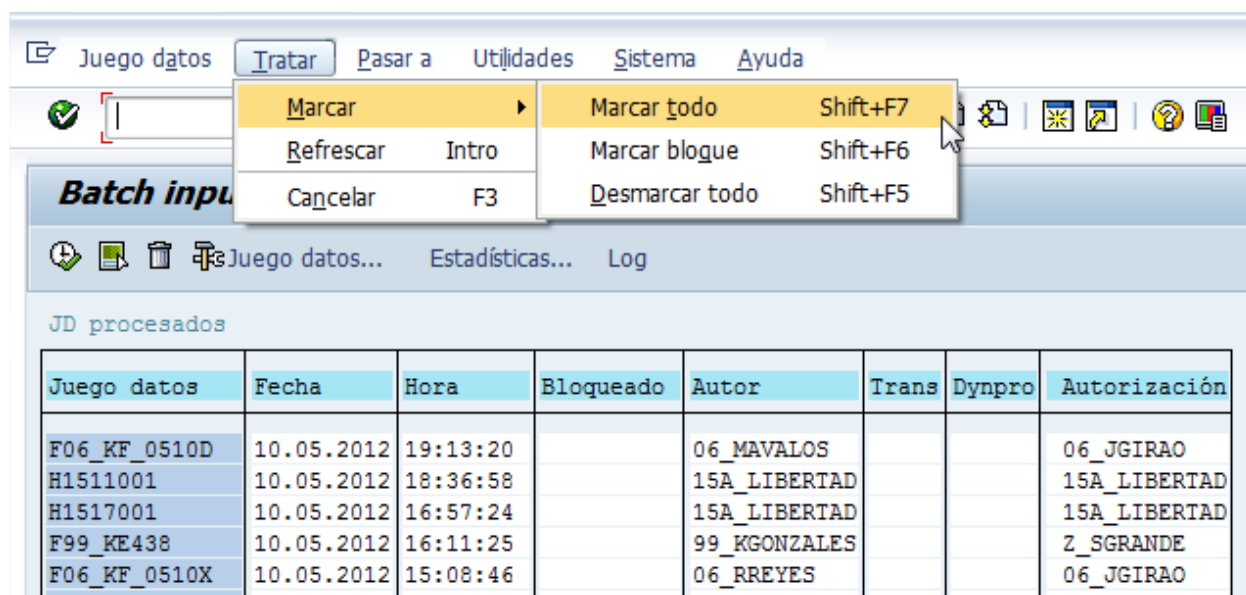 Juego datos Tratar Pasar a Utilidades Sistema Ayuda
Marcar Marcar todo Shift+F7
Refrescar Intro Marcar bloque Shift+F6
Cancelar F3 Desmarcar todo Shift+F5
Batch inpu
Juego datos... Estadísticas... Log
JD procesados
Juego datos Fecha Hora Bloqueado Autor Trans Dynpro Autorización
F06_KF_0510D 10.05.2012 19:13:20 06_MAVALOS 06_JGIRAO
H1511001 10.05.2012 18:36:58 15A_LIBERTAD 15A_LIBERTAD
H1517001 10.05.2012 16:57:24 15A_LIBERTAD 15A_LIBERTAD
F99_KE438 10.05.2012 16:11:25 99_KGONZALES Z_SGRANDE
F06_KF_0510X 10.05.2012 15:08:46 06_RREYES 06_JGIRAO